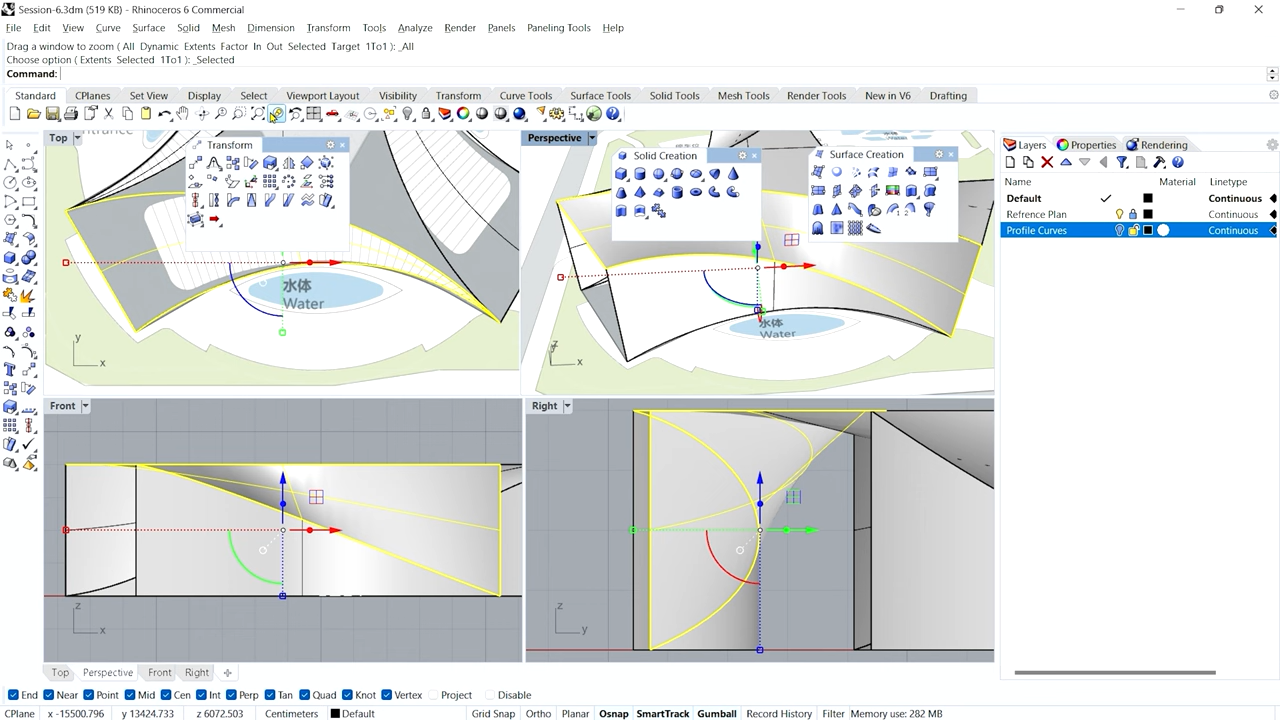 Session-6.3dm (519 KB) - Rhinoceros 6 Commercial
File Edit View Curve Surface Solid Mesh Dimension Transform Tools Analyze Render Panels Paneling Tools Help
Drag a window to zoom ( All Dynamic Extents Factor In Out Selected Target 1To1 ): _All
Choose option ( Extents Selected 1To1 ): _Selected
Command:
Standard CPlanes Set View Display Select Viewport Layout Visibility Transform Curve Tools Surface Tools Solid Tools Mesh Tools Render Tools New in V6 Drafting
Top
Transform
水体
Water
y
x
Perspective
Solid Creation
Surface Creation
水体
Water
x
Front
z
x
Right
z
y
Layers Properties Rendering
Name Material Linetype
Default Continuous
Refrence Plan Continuous
Profile Curves Continuous
Top Perspective Front Right
End Near Point Mid Cen Int Perp Tan Quad Knot Vertex Project Disable
CPlane x -15500.796 y 13424.733 z 6072.503 Centimeters Default Grid Snap Ortho Planar Osnap SmartTrack Gumball Record History Filter Memory use: 282 MB